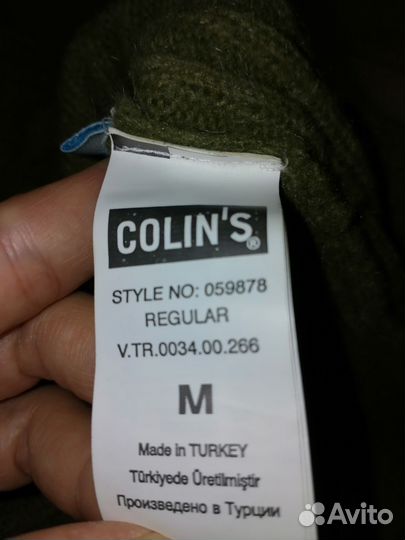 COLIN'S®
STYLE NO: 059878
REGULAR
V.TR.0034.00.266
M
Made in TURKEY
Türkiyede Üretilmiştir
Произведено в Турции
Avito